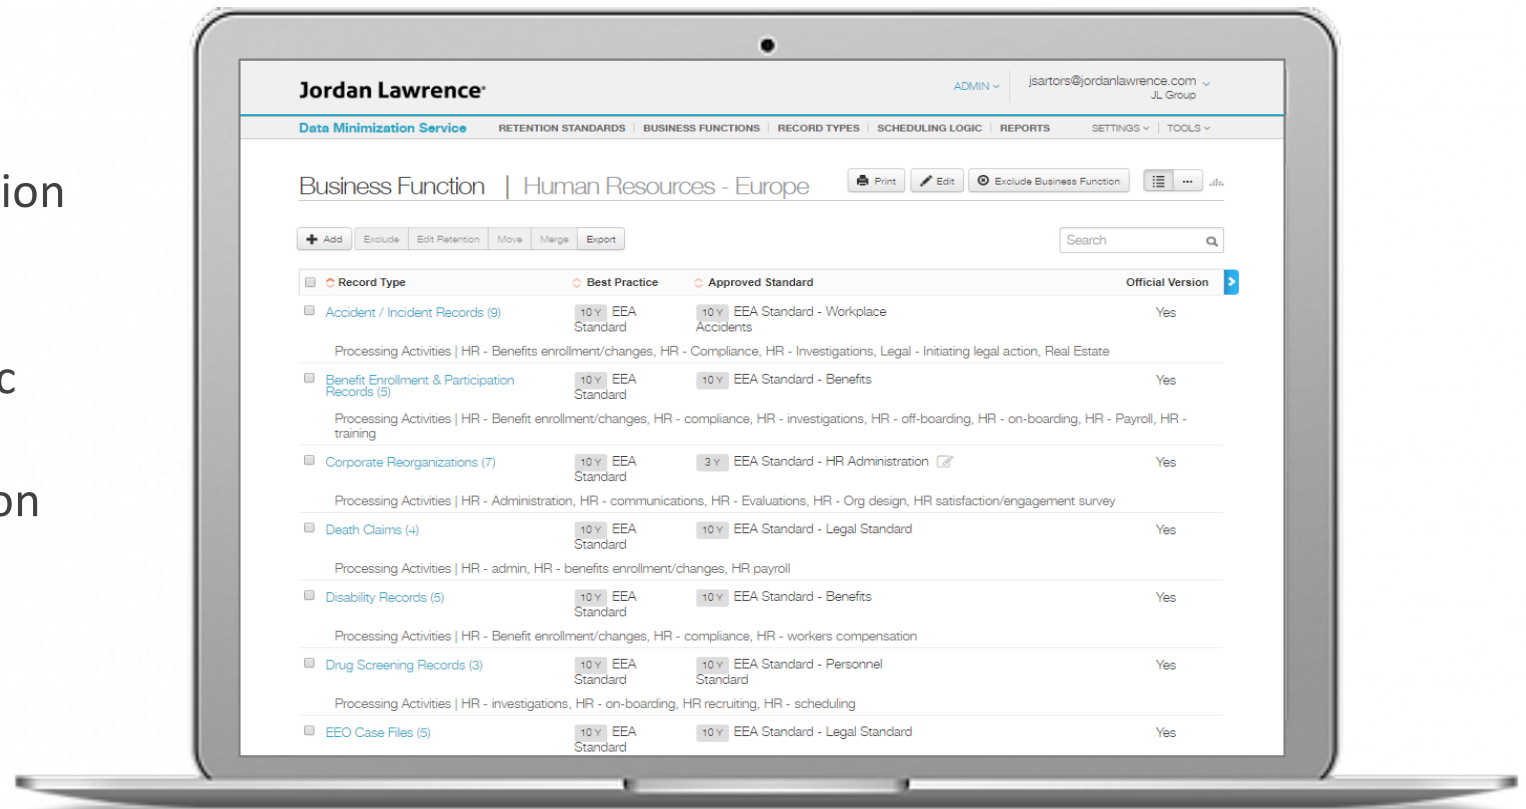 ion
c
on
Jordan Lawrence®
ADMIN
jsartors@jordanlawrence.com
JL Group
Data Minimization Service RETENTION STANDARDS | BUSINESS FUNCTIONS | RECORD TYPES | SCHEDULING LOGIC | REPORTS SETTINGS | TOOLS
Business Function | Human Resources - Europe Print Edit Exclude Business Function
Add Exclude Edit Retention Move Merge Export Search
Record Type Best Practice Approved Standard Official Version
Accident / Incident Records (9) 10 Y EEA 10 Y EEA Standard - Workplace Yes
Standard Accidents
Processing Activities | HR - Benefits enrollment/changes, HR - Compliance, HR - Investigations, Legal - Initiating legal action, Real Estate
Benefit Enrollment & Participation 10 Y EEA 10 Y EEA Standard - Benefits Yes
Records (5) Standard
Processing Activities | HR - Benefit enrollment/changes, HR - compliance, HR - investigations, HR - off-boarding, HR - on-boarding, HR - Payroll, HR -
training
Corporate Reorganizations (7) 10 Y EEA 3 Y EEA Standard - HR Administration Yes
Standard
Processing Activities | HR - Administration, HR - communications, HR - Evaluations, HR - Org design, HR satisfaction/engagement survey
Death Claims (4) 10 Y EEA 10 Y EEA Standard - Legal Standard Yes
Standard
Processing Activities | HR - admin, HR - benefits enrollment/changes, HR payroll
Disability Records (5) 10 Y EEA 10 Y EEA Standard - Benefits Yes
Standard
Processing Activities | HR - Benefit enrollment/changes, HR - compliance, HR - workers compensation
Drug Screening Records (3) 10 Y EEA 10 Y EEA Standard - Personnel Yes
Standard Standard
Processing Activities | HR - investigations, HR - on-boarding, HR recruiting, HR - scheduling
EEO Case Files (5) 10 Y EEA 10 Y EEA Standard - Legal Standard Yes
Standard